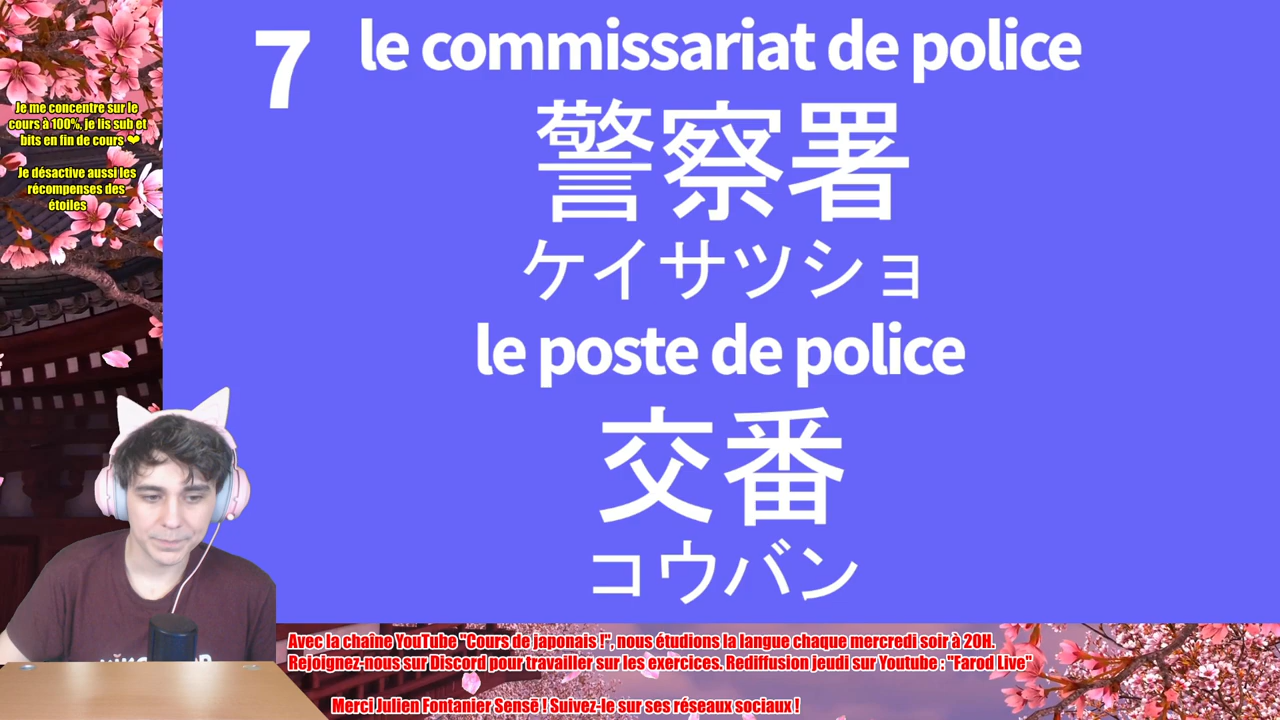 7
le commissariat de police
警察署
ケイサツショ
le poste de police
交番
コウバン
Je me concentre sur le
cours à 100%, je lis sub et
bits en fin de cours ❤
Je désactive aussi les
récompenses des
étoiles
Avec la chaîne YouTube "Cours de japonais !", nous étudions la langue chaque mercredi soir à 20H.
Rejoignez-nous sur Discord pour travailler sur les exercices. Rediffusion jeudi sur Youtube : "Farod Live"
Merci Julien Fontanier Sensē ! Suivez-le sur ses réseaux sociaux !